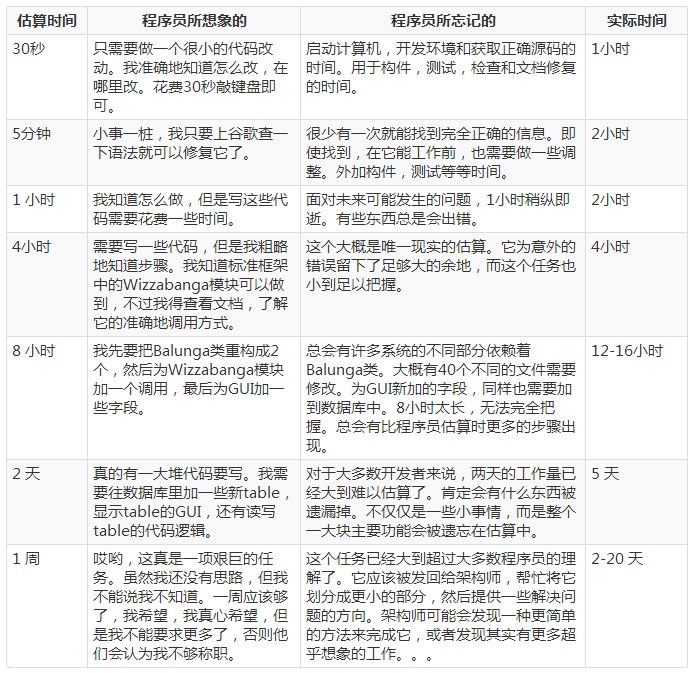 估算时间 程序员所想象的 程序员所忘记的 实际时间
30秒 只需要做一个很小的代码改 启动计算机，开发环境和获取正确源码的 1小时
动。我准确地知道怎么改，在 时间。用于构件，测试，检查和文档修复
哪里改。花费30秒敲键盘即 的时间。
可。
5分钟 小事一桩，我只要上谷歌查一 很少有一次就能找到完全正确的信息。即 2小时
下语法就可以修复它了。 使找到，在它能工作前，也需要做一些调
整。外加构件，测试等等时间。
1 小时 我知道怎么做，但是写这些代 面对未来可能发生的问题，1小时稍纵即 2小时
码需要花费一些时间。 逝。有些东西总是会出错。
4小时 需要写一些代码，但是我粗略 这个大概是唯一现实的估算。它为意外的 4小时
地知道步骤。我知道标准框架 错误留下了足够大的余地，而这个任务也
中的Wizzabanga模块可以做 小到足以把握。
到，不过我得查看文档，了解
它的准确地调用方式。
8 小时 我先要把Balunga类重构成2 总会有许多系统的不同部分依赖着 12-16小时
个，然后为Wizzabanga模块 Balunga类。大概有40个不同的文件需要
加一个调用，最后为GUI加一 修改。为GUI新加的字段，同样也需要加
些字段。 到数据库中。8小时太长，无法完全把
握。总会有比程序员估算时更多的步骤出
现。
2 天 真的有一大堆代码要写。我需 对于大多数开发者来说，两天的工作量已 5 天
要往数据库里加一些新table， 经大到难以估算了。肯定会有什么东西被
显示table的GUI，还有读写 遗漏掉。不仅仅是一些小事情，而是整个
table的代码逻辑。 一大块主要功能会被遗忘在估算中。
1 周 哎哟，这真是一项艰巨的任 这个任务已经大到超过大多数程序员的理 2-20 天
务。虽然我还没有思路，但我 解了。它应该被发回给架构师，帮忙将它
不能说我不知道。一周应该够 划分成更小的部分，然后提供一些解决问
了，我希望，我真心希望，但 题的方向。架构师可能会发现一种更简单
是我不能要求更多了，否则他 的方法来完成它，或者发现其实有更多超
们会认为我不够称职。 乎想象的工作。。。